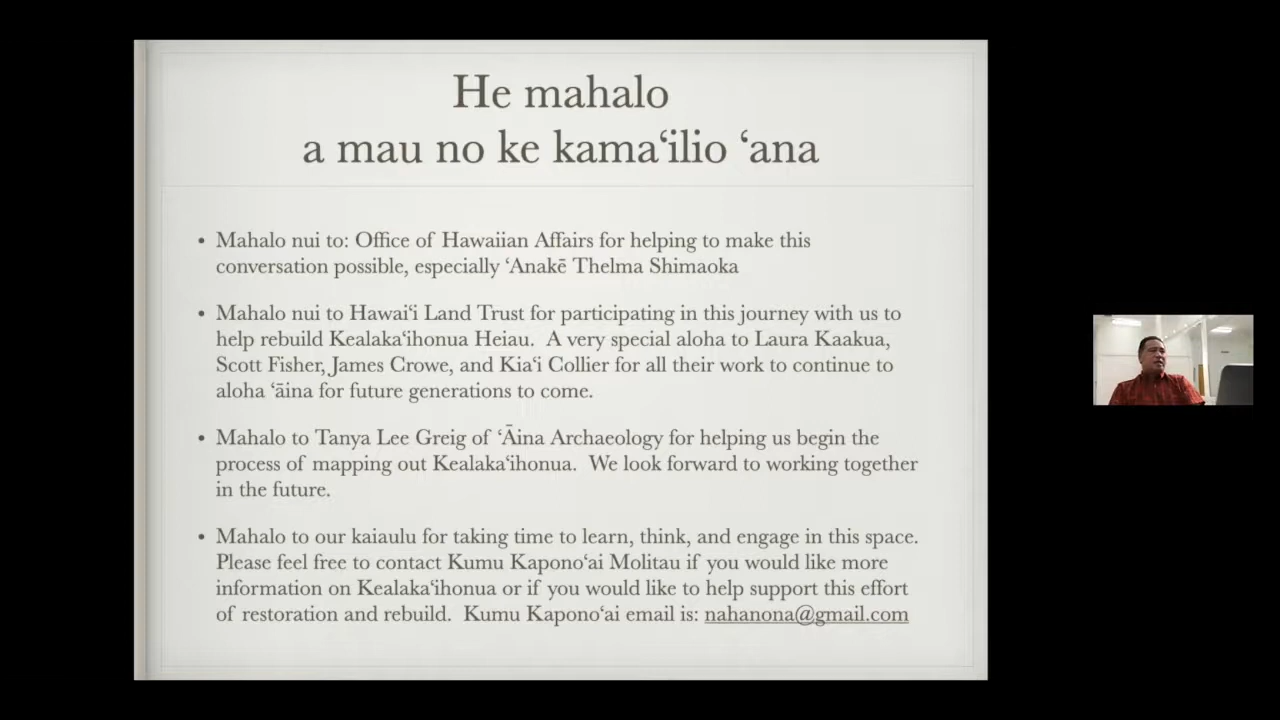 He mahalo
a mau no ke kamaʻilio ʻana
• Mahalo nui to: Office of Hawaiian Affairs for helping to make this
conversation possible, especially ʻAnakē Thelma Shimaoka
• Mahalo nui to Hawaiʻi Land Trust for participating in this journey with us to
help rebuild Kealakaʻihonua Heiau.  A very special aloha to Laura Kaakua,
Scott Fisher, James Crowe, and Kiaʻi Collier for all their work to continue to
aloha ʻāina for future generations to come.
• Mahalo to Tanya Lee Greig of ʻĀina Archaeology for helping us begin the
process of mapping out Kealakaʻihonua.  We look forward to working together
in the future.
• Mahalo to our kaiaulu for taking time to learn, think, and engage in this space.
Please feel free to contact Kumu Kaponoʻai Molitau if you would like more
information on Kealakaʻihonua or if you would like to help support this effort
of restoration and rebuild.  Kumu Kaponoʻai email is: nahanona@gmail.com